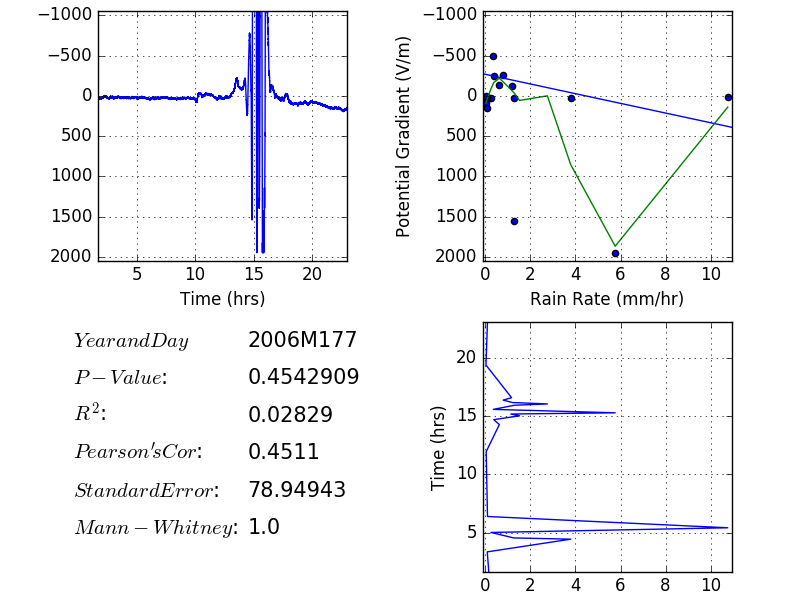 −1000
−500
0
500
1000
1500
2000
5 10 15 20
Time (hrs)
−1000
−500
0
500
1000
1500
2000
Potential Gradient (V/m)
0 2 4 6 8 10
Rain Rate (mm/hr)
YearandDay 2006M177
P−Value: 0.4542909
R²: 0.02829
Pearson'sCor: 0.4511
StandardError: 78.94943
Mann−Whitney: 1.0
20
15
10
5
Time (hrs)
0 2 4 6 8 10